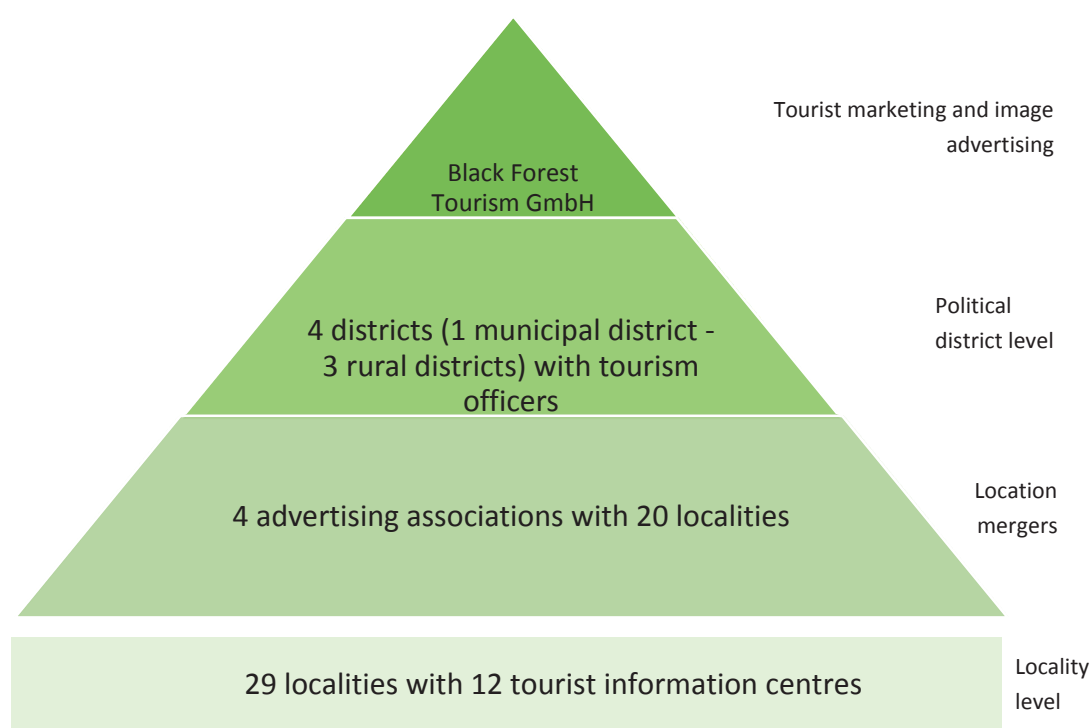 Tourist marketing and image
advertising
Black Forest
Tourism GmbH
4 districts (1 municipal district -
3 rural districts) with tourism
officers
Political
district level
4 advertising associations with 20 localities
Location
mergers
29 localities with 12 tourist information centres
Locality
level